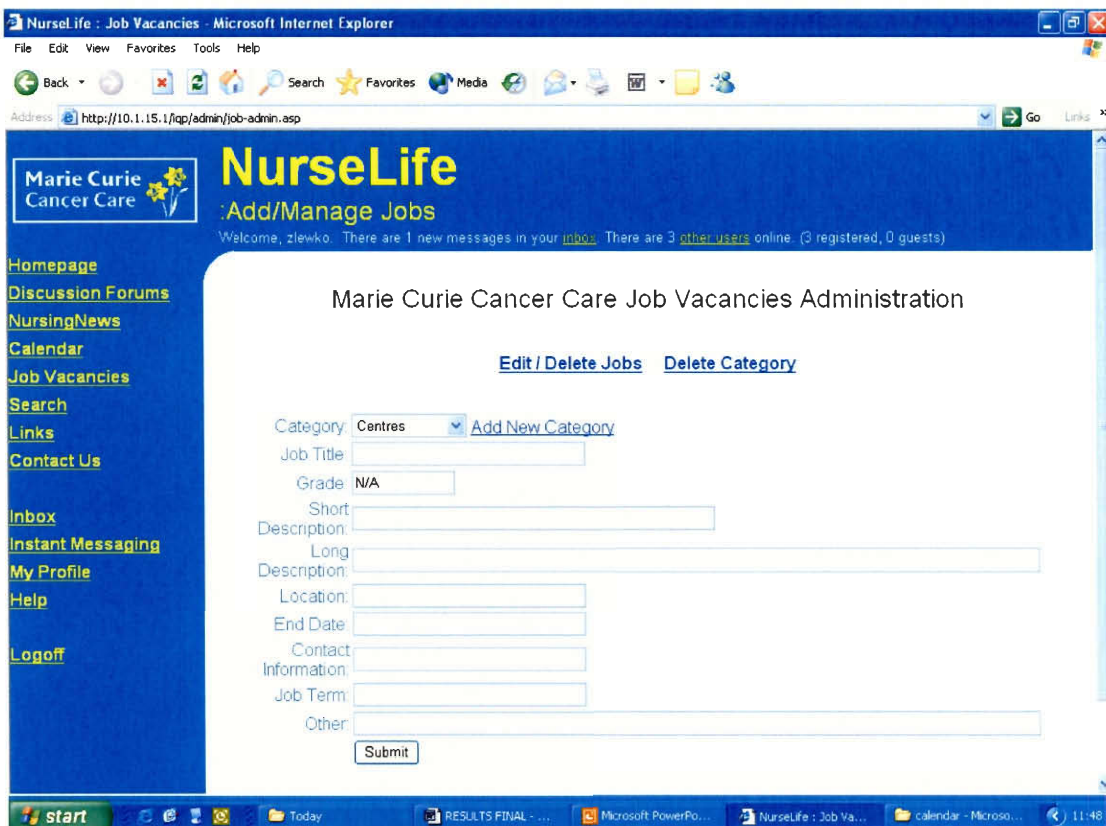 NurseLife : Job Vacancies - Microsoft Internet Explorer
File Edit View Favorites Tools Help
Back Search Favorites Media
Address http://10.1.15.1/iqp/admin/job-admin.asp Go Links »
Marie Curie
Cancer Care
NurseLife
:Add/Manage Jobs
Welcome, zlewko. There are 1 new messages in your inbox. There are 3 other users online. (3 registered, 0 guests)
Homepage
Discussion Forums
NursingNews
Calendar
Job Vacancies
Search
Links
Contact Us
Inbox
Instant Messaging
My Profile
Help
Logoff
Marie Curie Cancer Care Job Vacancies Administration
Edit / Delete Jobs Delete Category
Category: Centres Add New Category
Job Title:
Grade: N/A
Short
Description:
Long
Description:
Location:
End Date:
Contact
Information:
Job Term:
Other:
Submit
start Today RESULTS FINAL - ... Microsoft PowerPo... NurseLife : Job Va... calendar - Microso... 11:48